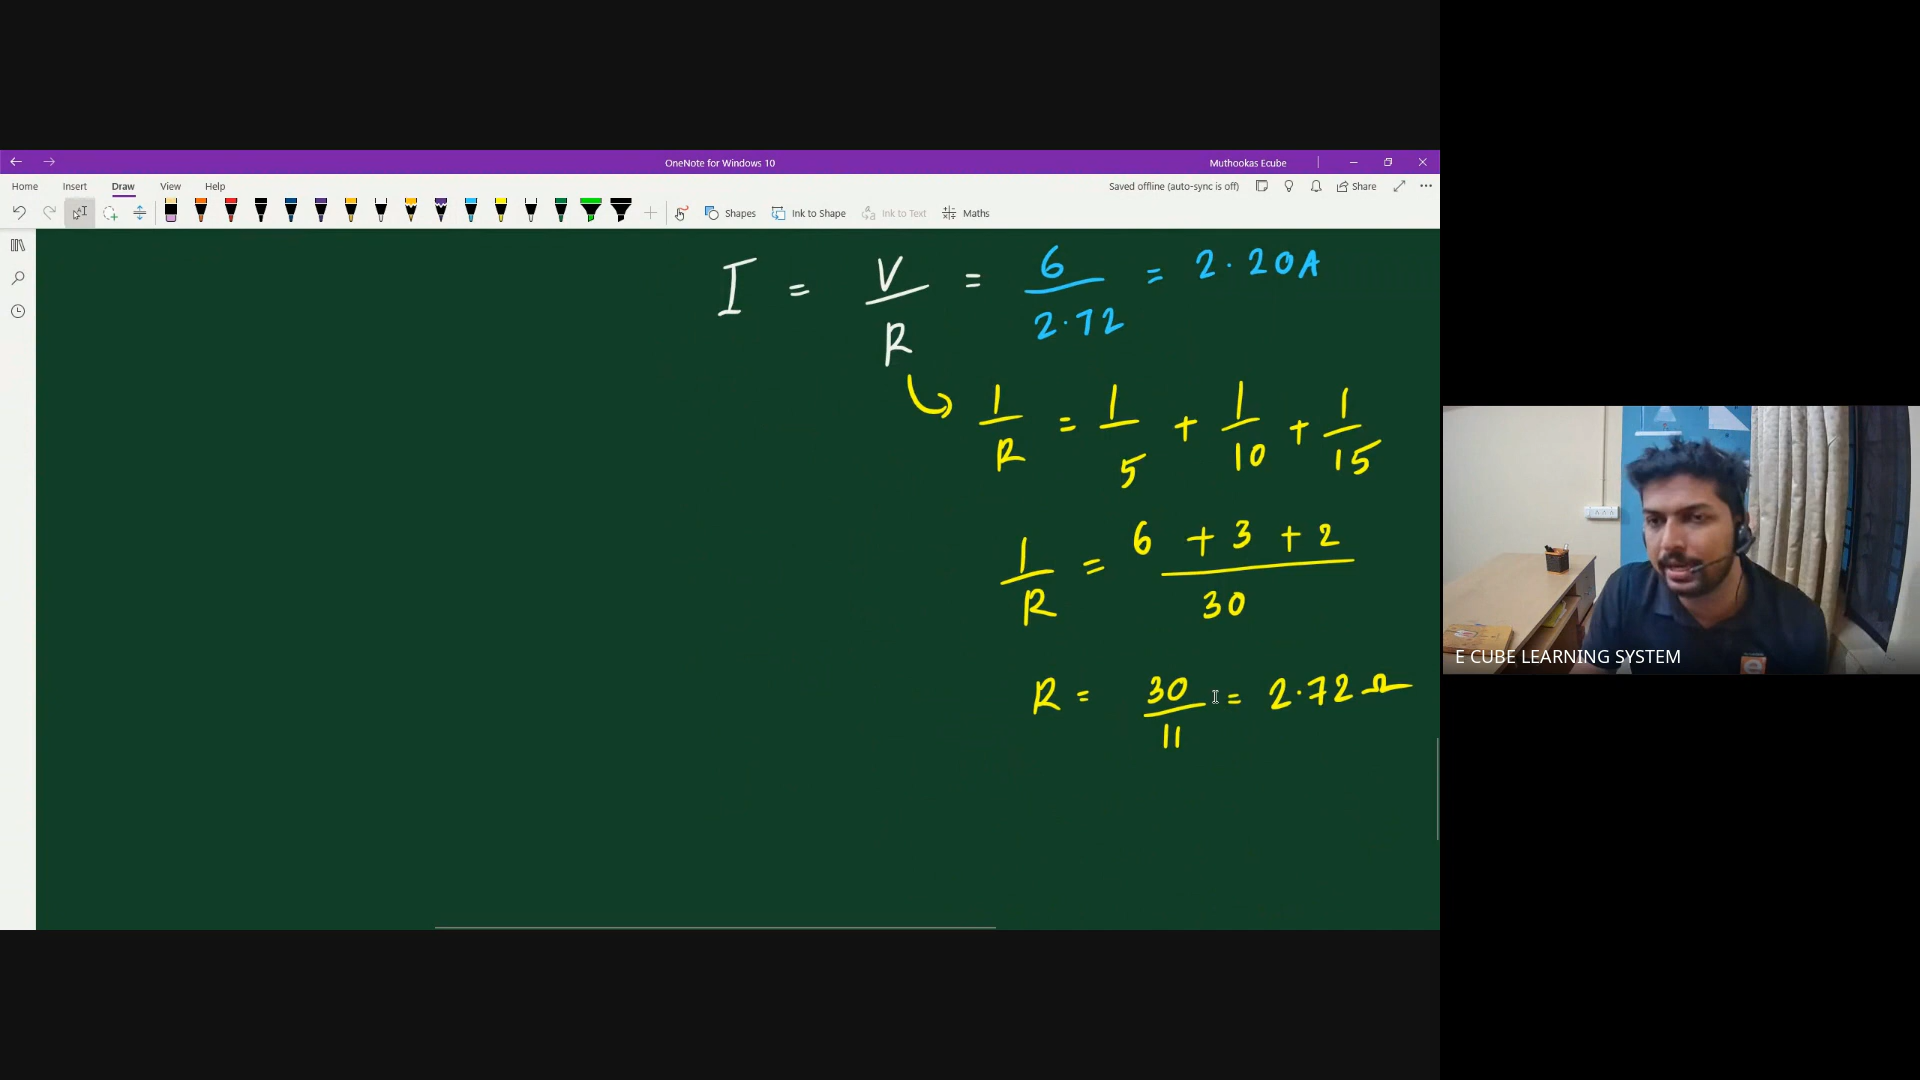 OneNote for Windows 10
Muthookas Ecube
Home Insert Draw View Help
Saved offline (auto-sync is off) Share
Shapes Ink to Shape Ink to Text Maths
I = V/R = 6/2.72 = 2.20A
1/R = 1/5 + 1/10 + 1/15
1/R = 6 + 3 + 2/30
R = 30/11 = 2.72 Ω
E CUBE LEARNING SYSTEM